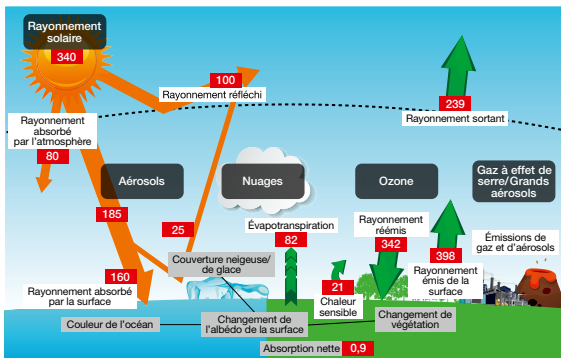 Rayonnement
solaire
340
100
Rayonnement réfléchi
239
Rayonnement sortant
Rayonnement
absorbé
par l'atmosphère
80
Aérosols
Nuages
Ozone
Gaz à effet de
serre/Grands
aérosols
185
25
Évapotranspiration
82
Rayonnement
réémis
342
398
Rayonnement
émis de la
surface
Émissions
de gaz et d'aérosols
Couverture neigeuse/
de glace
160
Rayonnement absorbé
par la surface
21
Chaleur
sensible
Couleur de l'océan
Changement de
l'albédo de la surface
Changement de
végétation
Absorption nette 0,9